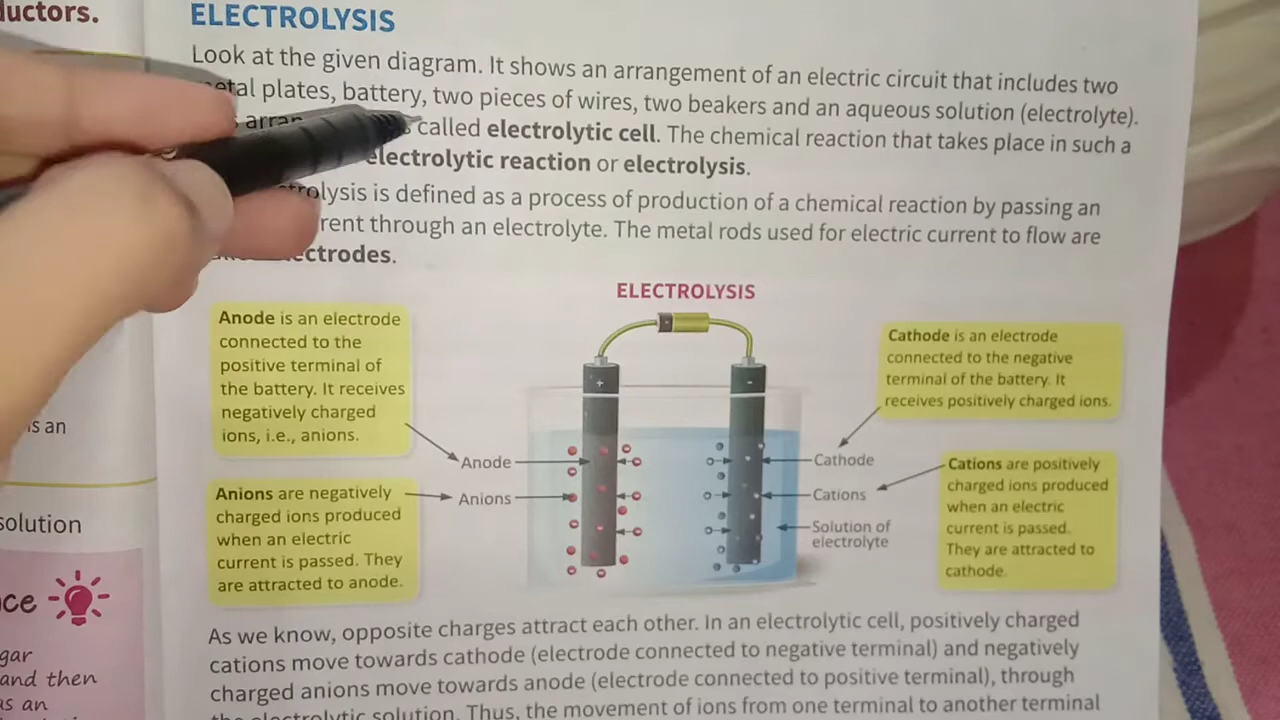 uctors.
ELECTROLYSIS
Look at the given diagram. It shows an arrangement of an electric circuit that includes two
etal plates, battery, two pieces of wires, two beakers and an aqueous solution (electrolyte).
arran called electrolytic cell. The chemical reaction that takes place in such a
electrolytic reaction or electrolysis.
trolysis is defined as a process of production of a chemical reaction by passing an
rent through an electrolyte. The metal rods used for electric current to flow are
ctrodes.
ELECTROLYSIS
Anode is an electrode
connected to the
positive terminal of
the battery. It receives
negatively charged
ions, i.e., anions.
Anions are negatively
charged ions produced
when an electric
current is passed. They
are attracted to anode.
+
-
Anode
Anions
Cathode
Cations
Solution of
electrolyte
Cathode is an electrode
connected to the negative
terminal of the battery. It
receives positively charged ions.
Cations are positively
charged ions produced
when an electric
current is passed.
They are attracted to
cathode.
As we know, opposite charges attract each other. In an electrolytic cell, positively charged
cations move towards cathode (electrode connected to negative terminal) and negatively
charged anions move towards anode (electrode connected to positive terminal), through
the electrolytic solution. Thus, the movement of ions from one terminal to another terminal
is an
solution
ce
gar
and then
as an